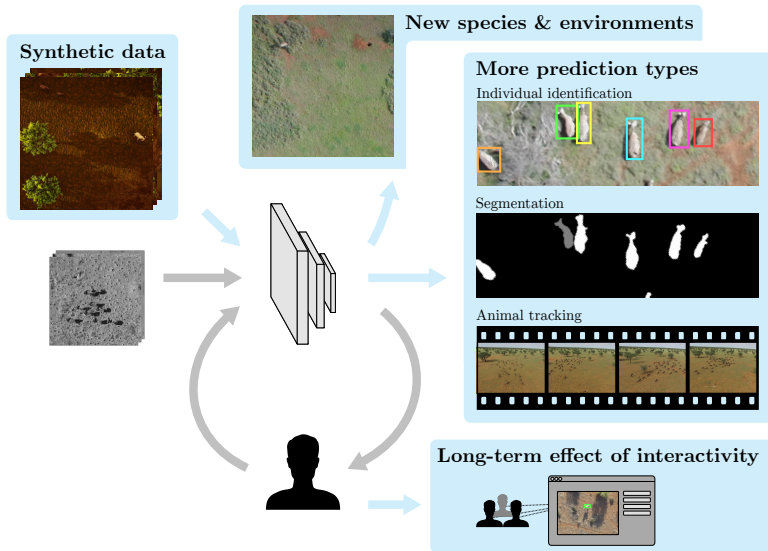 New species & environments
Synthetic data
More prediction types
Individual identification
Segmentation
Animal tracking
Long-term effect of interactivity